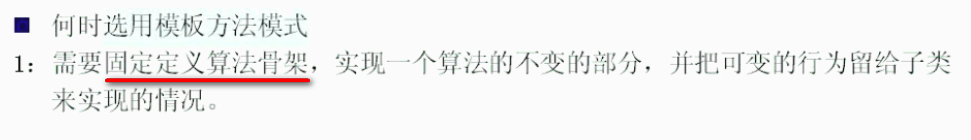 ■ 何时选用模板方法模式
1：需要固定定义算法骨架，实现一个算法的不变的部分，并把可变的行为留给子类
来实现的情况。